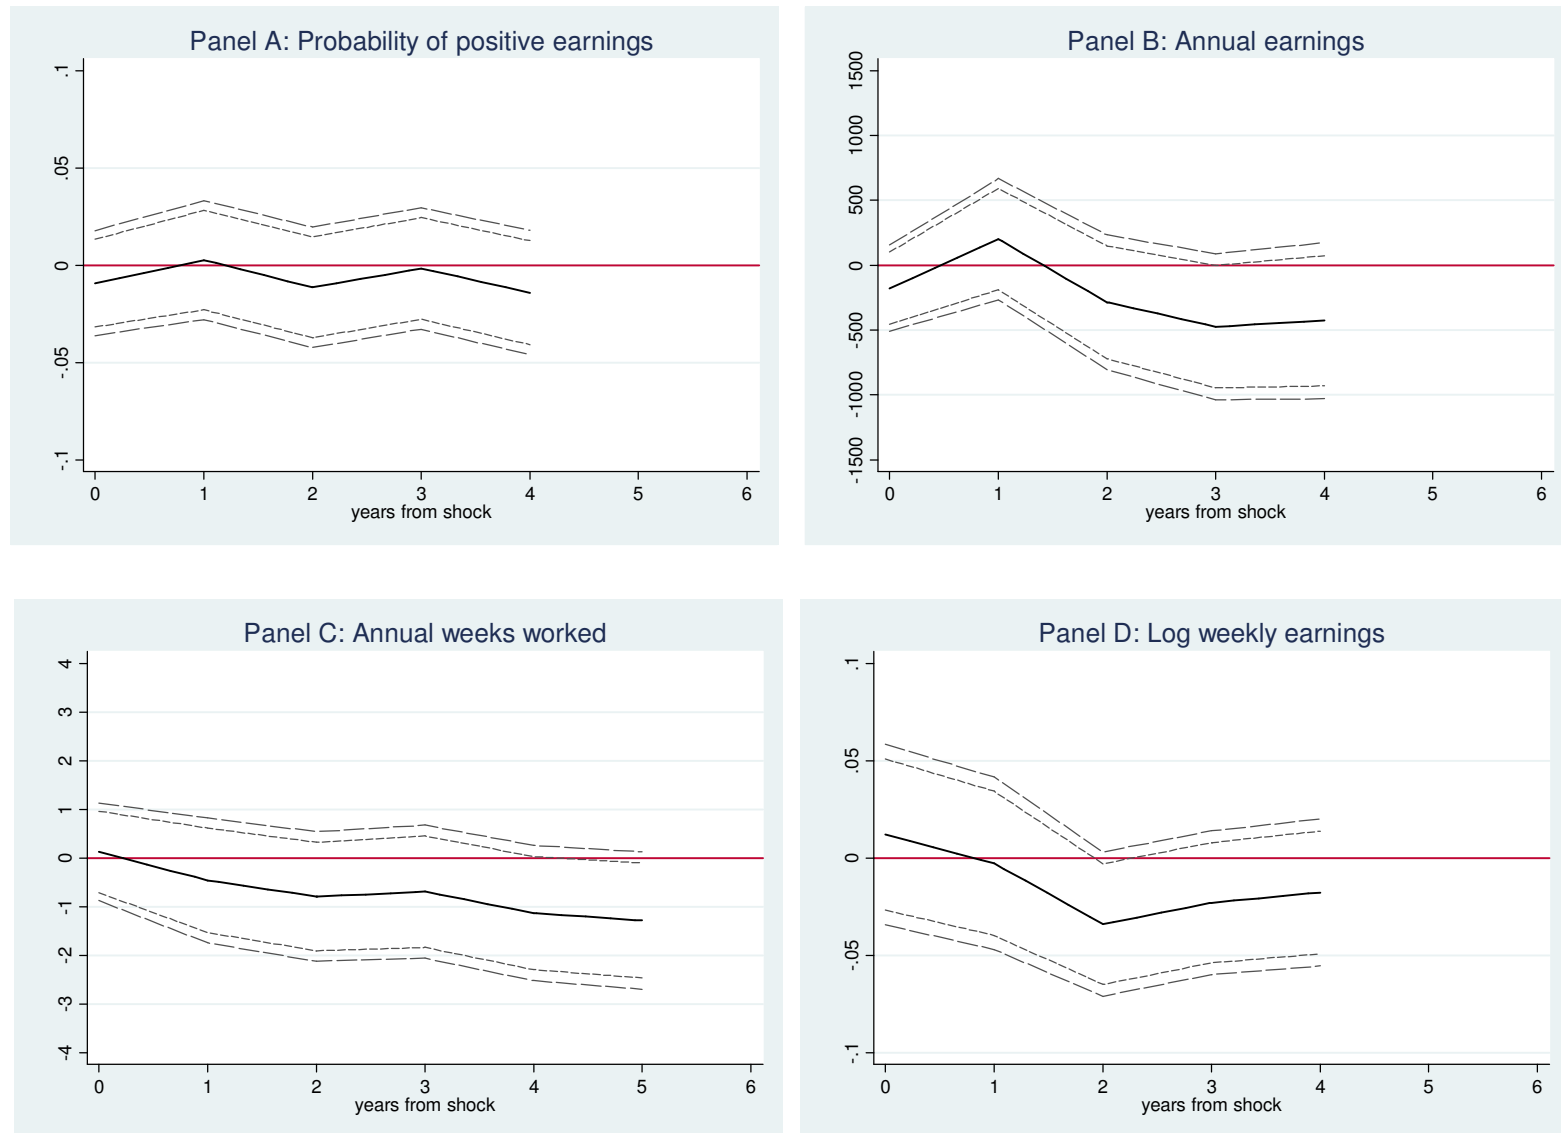 Panel A: Probability of positive earnings
.1
.05
0
-.05
-.1
0 1 2 3 4 5 6
years from shock
Panel B: Annual earnings
1500
1000
500
0
-500
-1000
-1500
0 1 2 3 4 5 6
years from shock
Panel C: Annual weeks worked
4
3
2
1
0
-1
-2
-3
-4
0 1 2 3 4 5 6
years from shock
Panel D: Log weekly earnings
.1
.05
0
-.05
-.1
0 1 2 3 4 5 6
years from shock